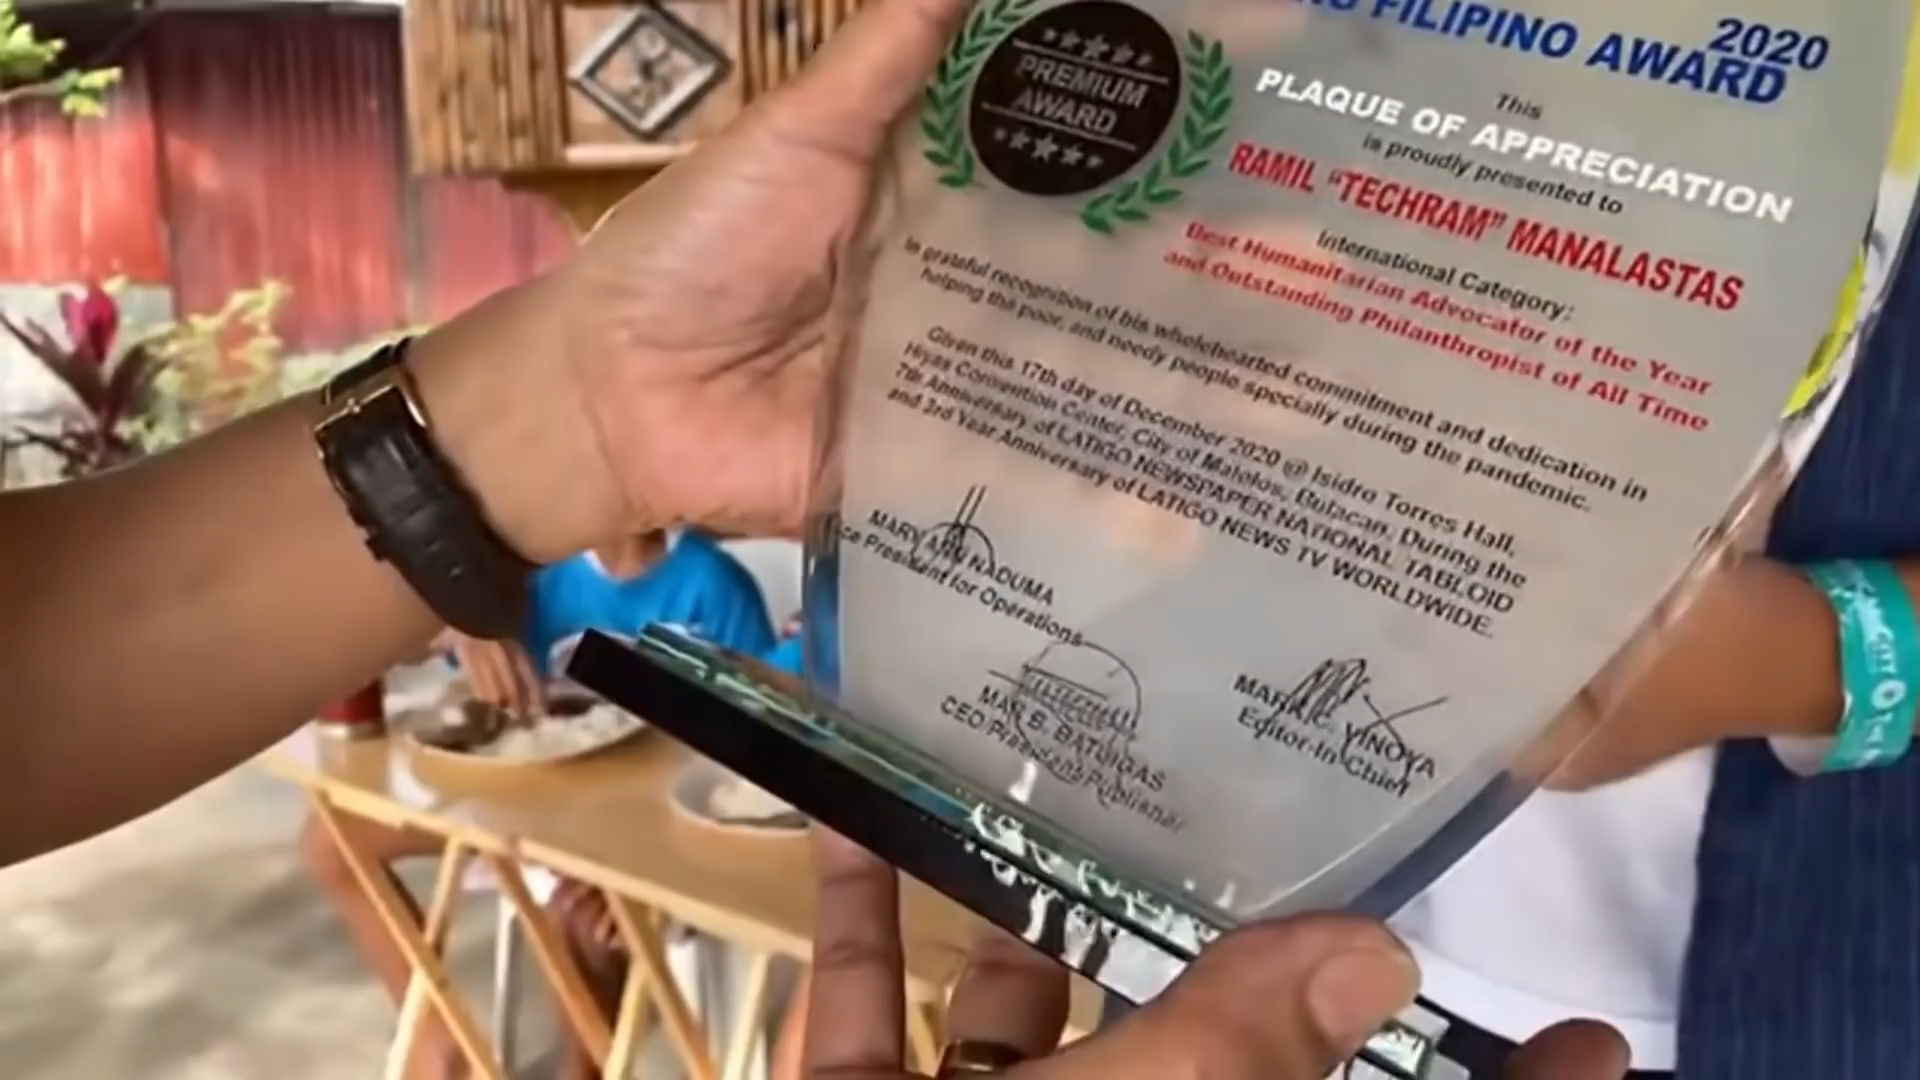 FILIPINO AWARD 2020
PREMIUM
AWARD
This
PLAQUE OF APPRECIATION
is proudly presented to
RAMIL "TECHRAM" MANALASTAS
International Category:
Best Humanitarian Advocator of the Year
and Outstanding Philanthropist of All Time
In grateful recognition of his wholehearted commitment and dedication in
helping the poor, and needy people specially during the pandemic.
Given this 17th day of December 2020 @ Isidro Torres Hall,
Hiyas Convention Center, City of Malolos, Bulacan, During the
7th Anniversary of LATIGO NEWSPAPER NATIONAL TABLOID
and 3rd Year Anniversary of LATIGO NEWS TV WORLDWIDE.
MARY ANN NADUMA
President for Operations
MAR B. BATUIGAS
CEO/President/Publisher
MARK C. VINOYA
Editor-In-Chief